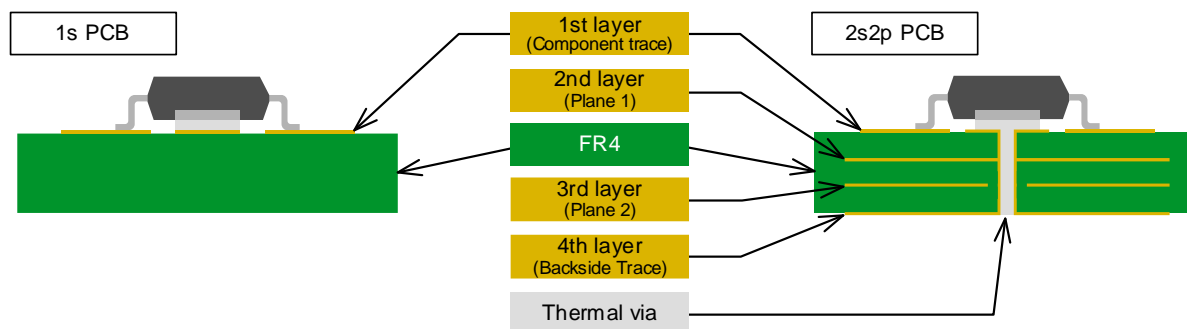 1s PCB
1st layer
(Component trace)
2nd layer
(Plane 1)
FR4
3rd layer
(Plane 2)
4th layer
(Backside Trace)
Thermal via
2s2p PCB